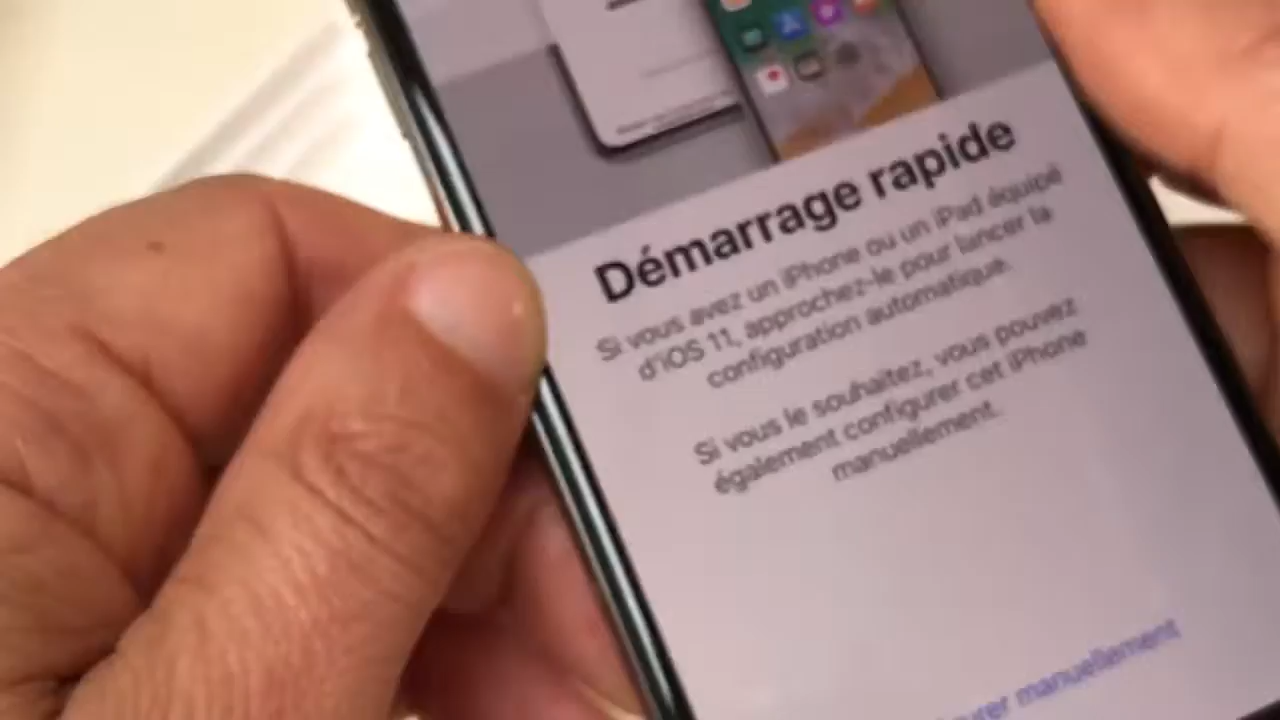 Démarrage rapide
Si vous avez un iPhone ou un iPad équipé
d'iOS 11, approchez-le pour lancer la
configuration automatique.
Si vous le souhaitez, vous pouvez
également configurer cet iPhone
manuellement.
manuellement